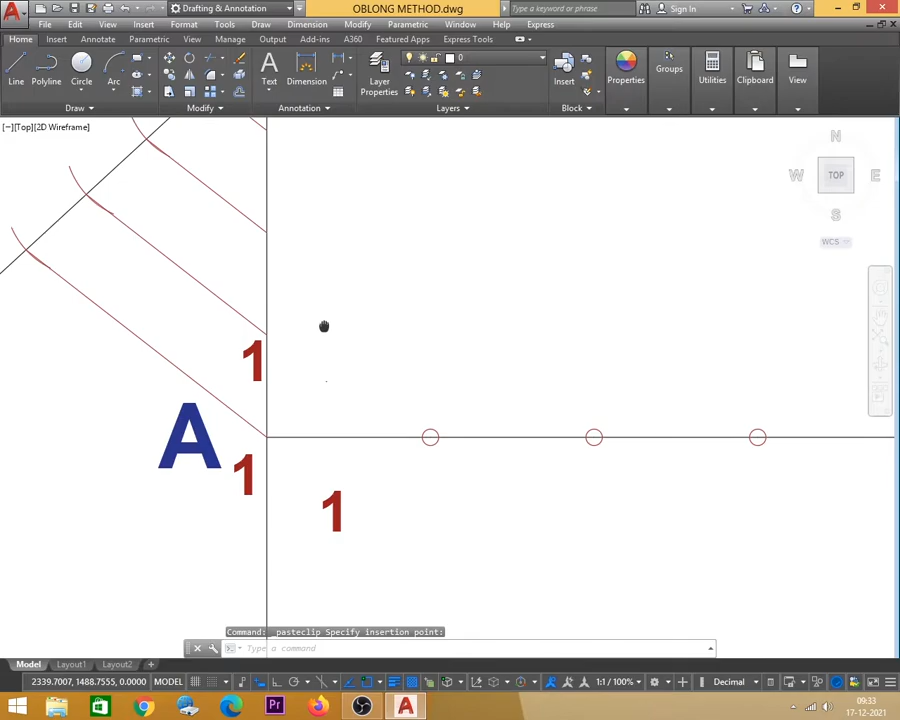 Drafting & Annotation
OBLONG METHOD.dwg
Type a keyword or phrase
Sign In
File Edit View Insert Format Tools Draw Dimension Modify Parametric Window Help Express
Home Insert Annotate Parametric View Manage Output Add-ins A360 Featured Apps Express Tools
0
Line Polyline Circle Arc Text Dimension Layer Properties Insert Properties Groups Utilities Clipboard View
Draw Modify Annotation Layers Block
[−][Top][2D Wireframe]
N
W TOP E
S
WCS
1
A
1
1
Command: _pasteclip Specify insertion point:
Type a command
Model Layout1 Layout2 +
2339.7007, 1488.7555, 0.0000 MODEL 1:1 / 100% Decimal
Pr
09:33
17-12-2021